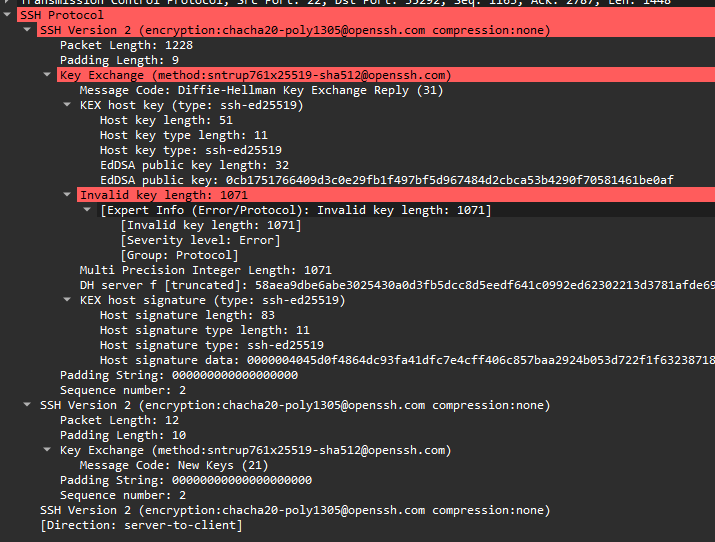 Transmission Control Protocol, Src Port: 22, Dst Port: 55292, Seq: 1165, Ack: 2787, Len: 1448
SSH Protocol
SSH Version 2 (encryption:chacha20-poly1305@openssh.com compression:none)
Packet Length: 1228
Padding Length: 9
Key Exchange (method:sntrup761x25519-sha512@openssh.com)
Message Code: Diffie-Hellman Key Exchange Reply (31)
KEX host key (type: ssh-ed25519)
Host key length: 51
Host key type length: 11
Host key type: ssh-ed25519
EdDSA public key length: 32
EdDSA public key: 0cb1751766409d3c0e29fb1f497bf5d967484d2cbca53b4290f70581461be0af
Invalid key length: 1071
[Expert Info (Error/Protocol): Invalid key length: 1071]
[Invalid key length: 1071]
[Severity level: Error]
[Group: Protocol]
Multi Precision Integer Length: 1071
DH server f [truncated]: 58aea9dbe6abe3025430a0d3fb5dcc8d5eedf641c0992ed62302213d3781afde69
KEX host signature (type: ssh-ed25519)
Host signature length: 83
Host signature type length: 11
Host signature type: ssh-ed25519
Host signature data: 0000004045d0f4864dc93fa41dfc7e4cff406c857baa2924b053d722f1f63238718
Padding String: 000000000000000000
Sequence number: 2
SSH Version 2 (encryption:chacha20-poly1305@openssh.com compression:none)
Packet Length: 12
Padding Length: 10
Key Exchange (method:sntrup761x25519-sha512@openssh.com)
Message Code: New Keys (21)
Padding String: 00000000000000000000
Sequence number: 2
SSH Version 2 (encryption:chacha20-poly1305@openssh.com compression:none)
[Direction: server-to-client]